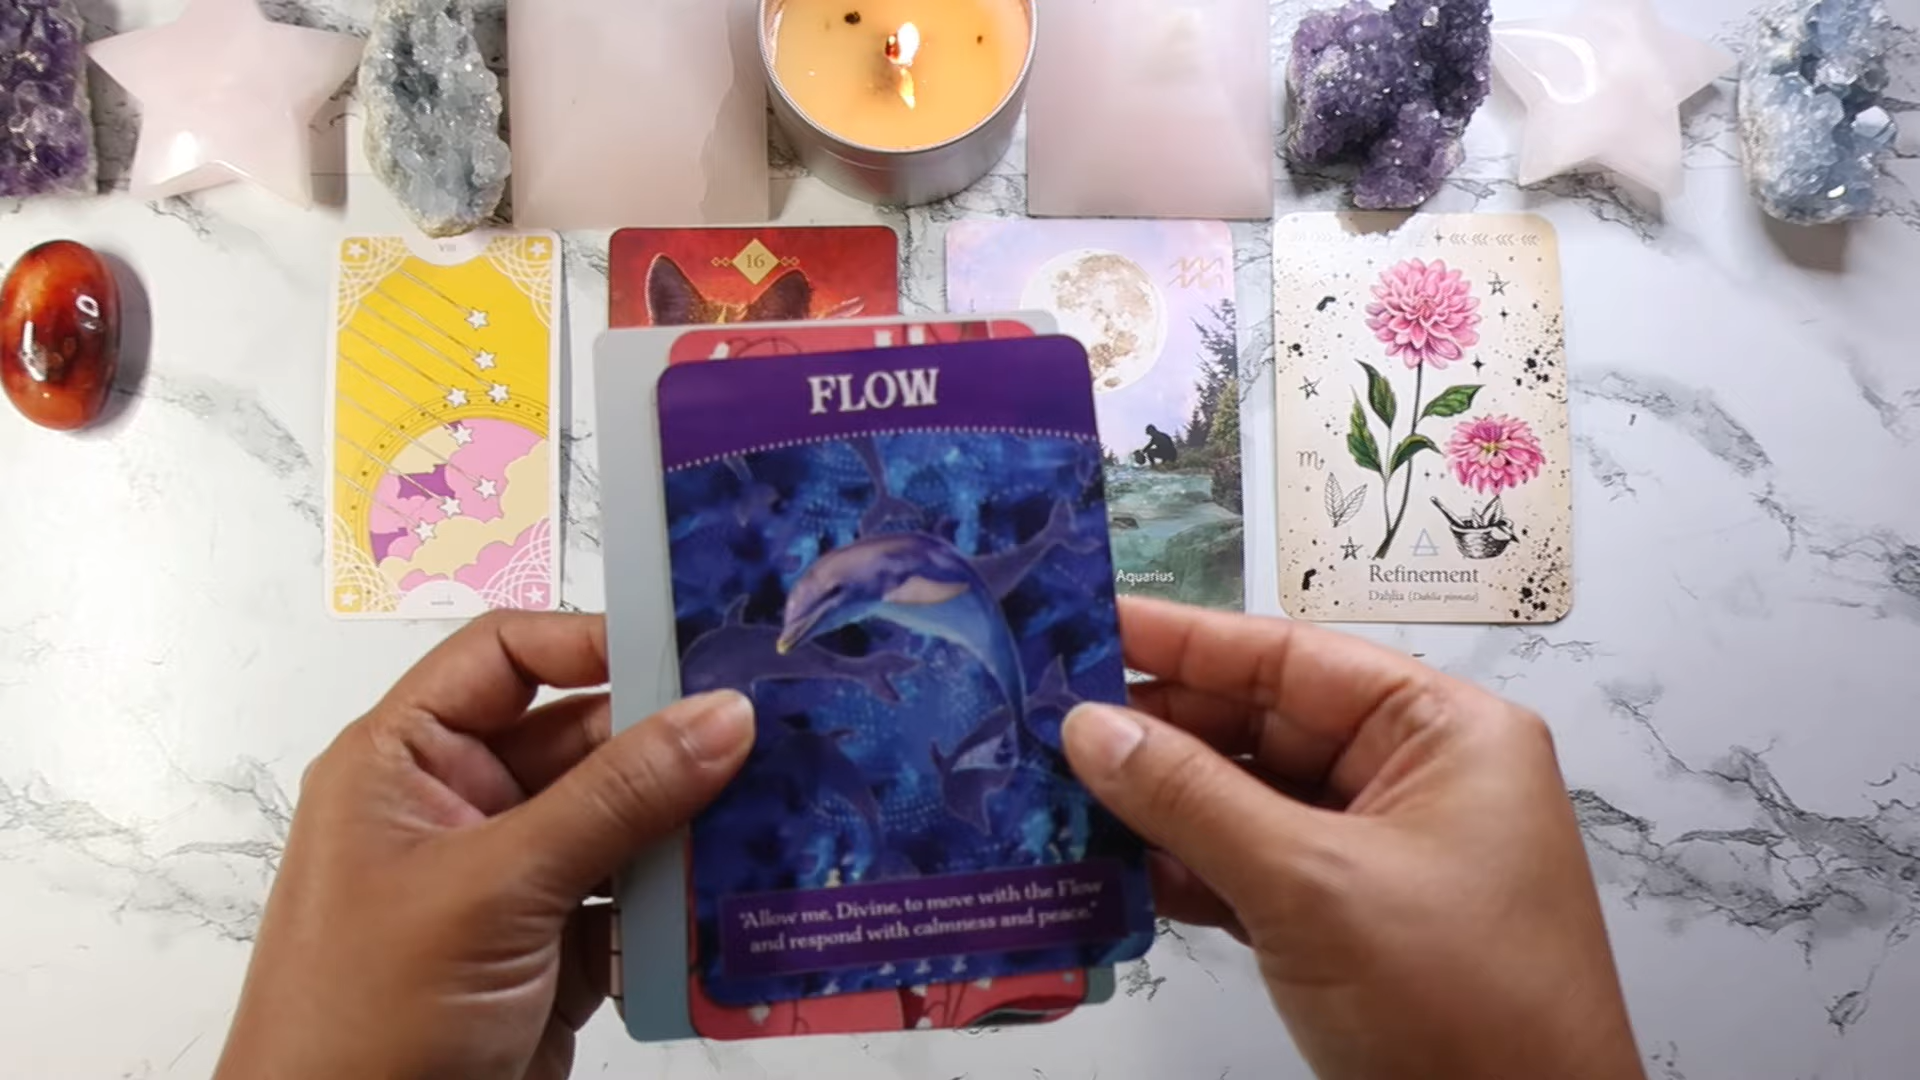 VIII
16
FLOW
Aquarius
Refinement
Dahlia (Dahlia pinnata)
wands
"Allow me, Divine, to move with the Flow
and respond with calmness and peace."